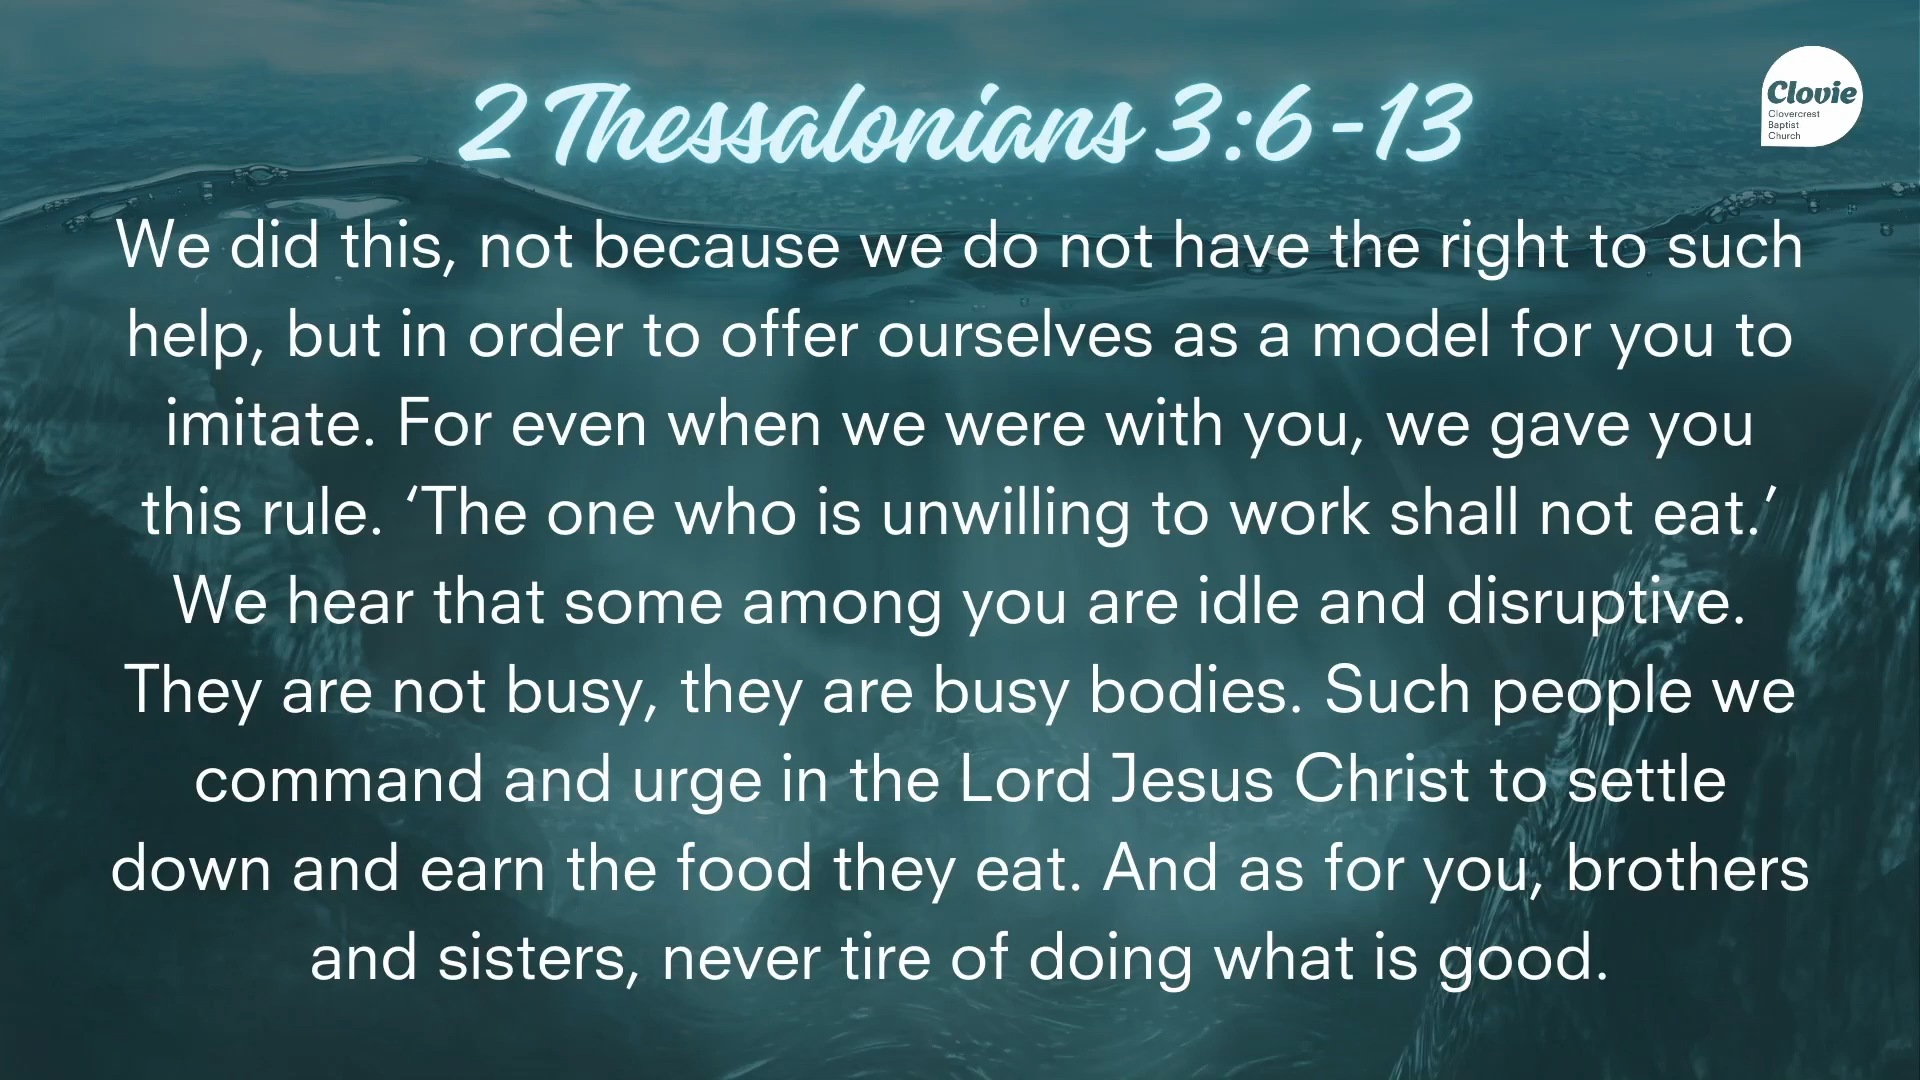 2 Thessalonians 3:6-13
Clovie
Clovercrest
Baptist
Church
We did this, not because we do not have the right to such
help, but in order to offer ourselves as a model for you to
imitate. For even when we were with you, we gave you
this rule. ‘The one who is unwilling to work shall not eat.’
We hear that some among you are idle and disruptive.
They are not busy, they are busy bodies. Such people we
command and urge in the Lord Jesus Christ to settle
down and earn the food they eat. And as for you, brothers
and sisters, never tire of doing what is good.